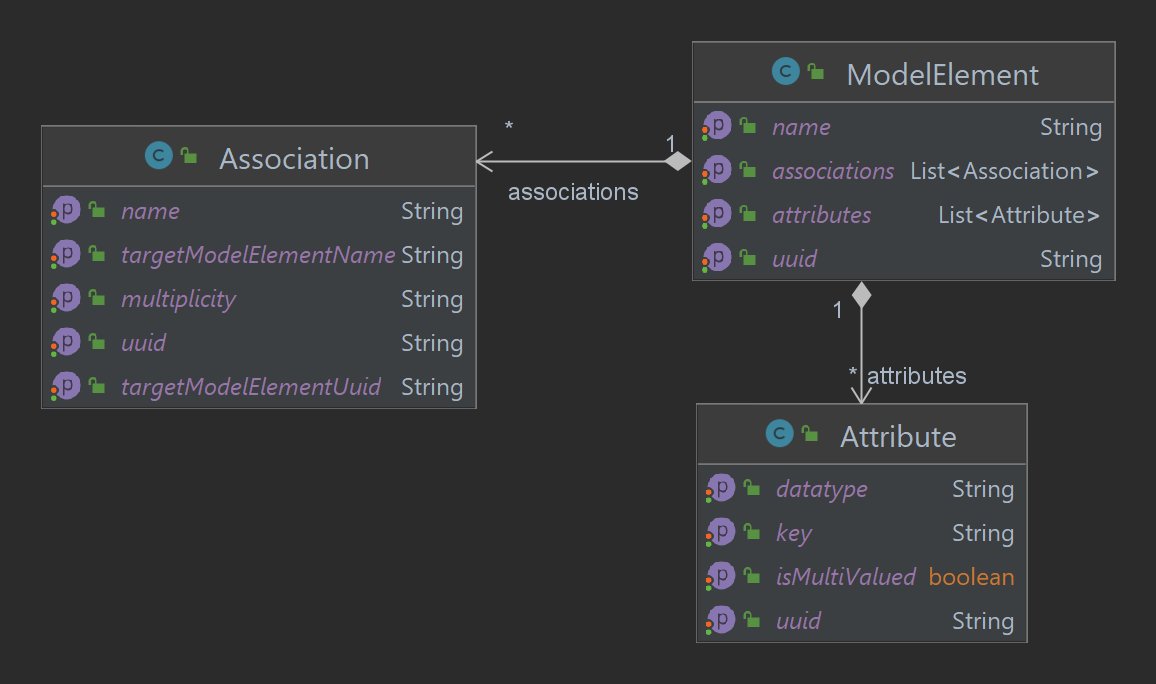 C Association
p name String
p targetModelElementName String
p multiplicity String
p uuid String
p targetModelElementUuid String
*
1
associations
C ModelElement
p name String
p associations List<Association>
p attributes List<Attribute>
p uuid String
1
* attributes
C Attribute
p datatype String
p key String
p isMultiValued boolean
p uuid String